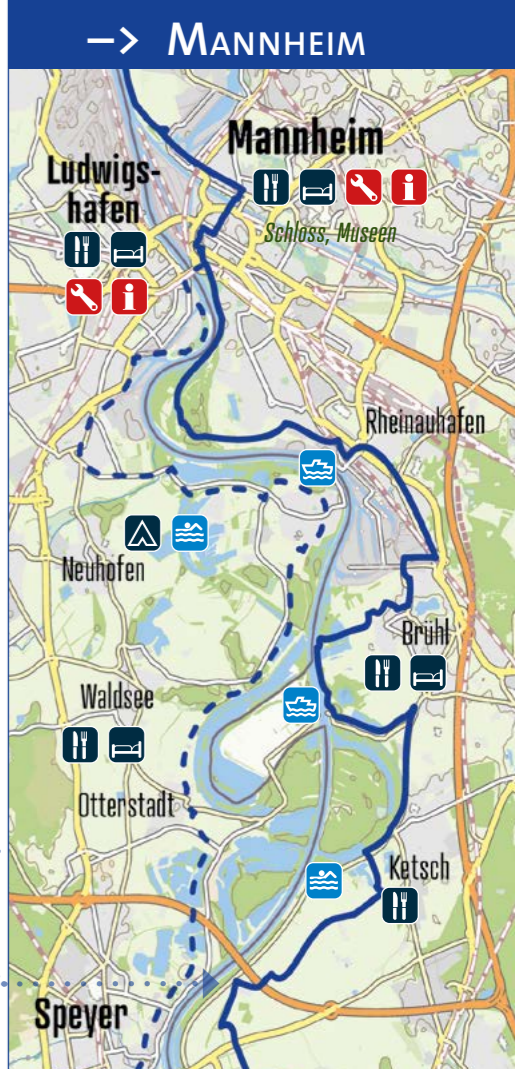 –> Mannheim
Mannheim
Ludwigs-
hafen
Schloss, Museen
Rheinauhafen
Neuhofen
Brühl
Waldsee
Otterstadt
Ketsch
Speyer